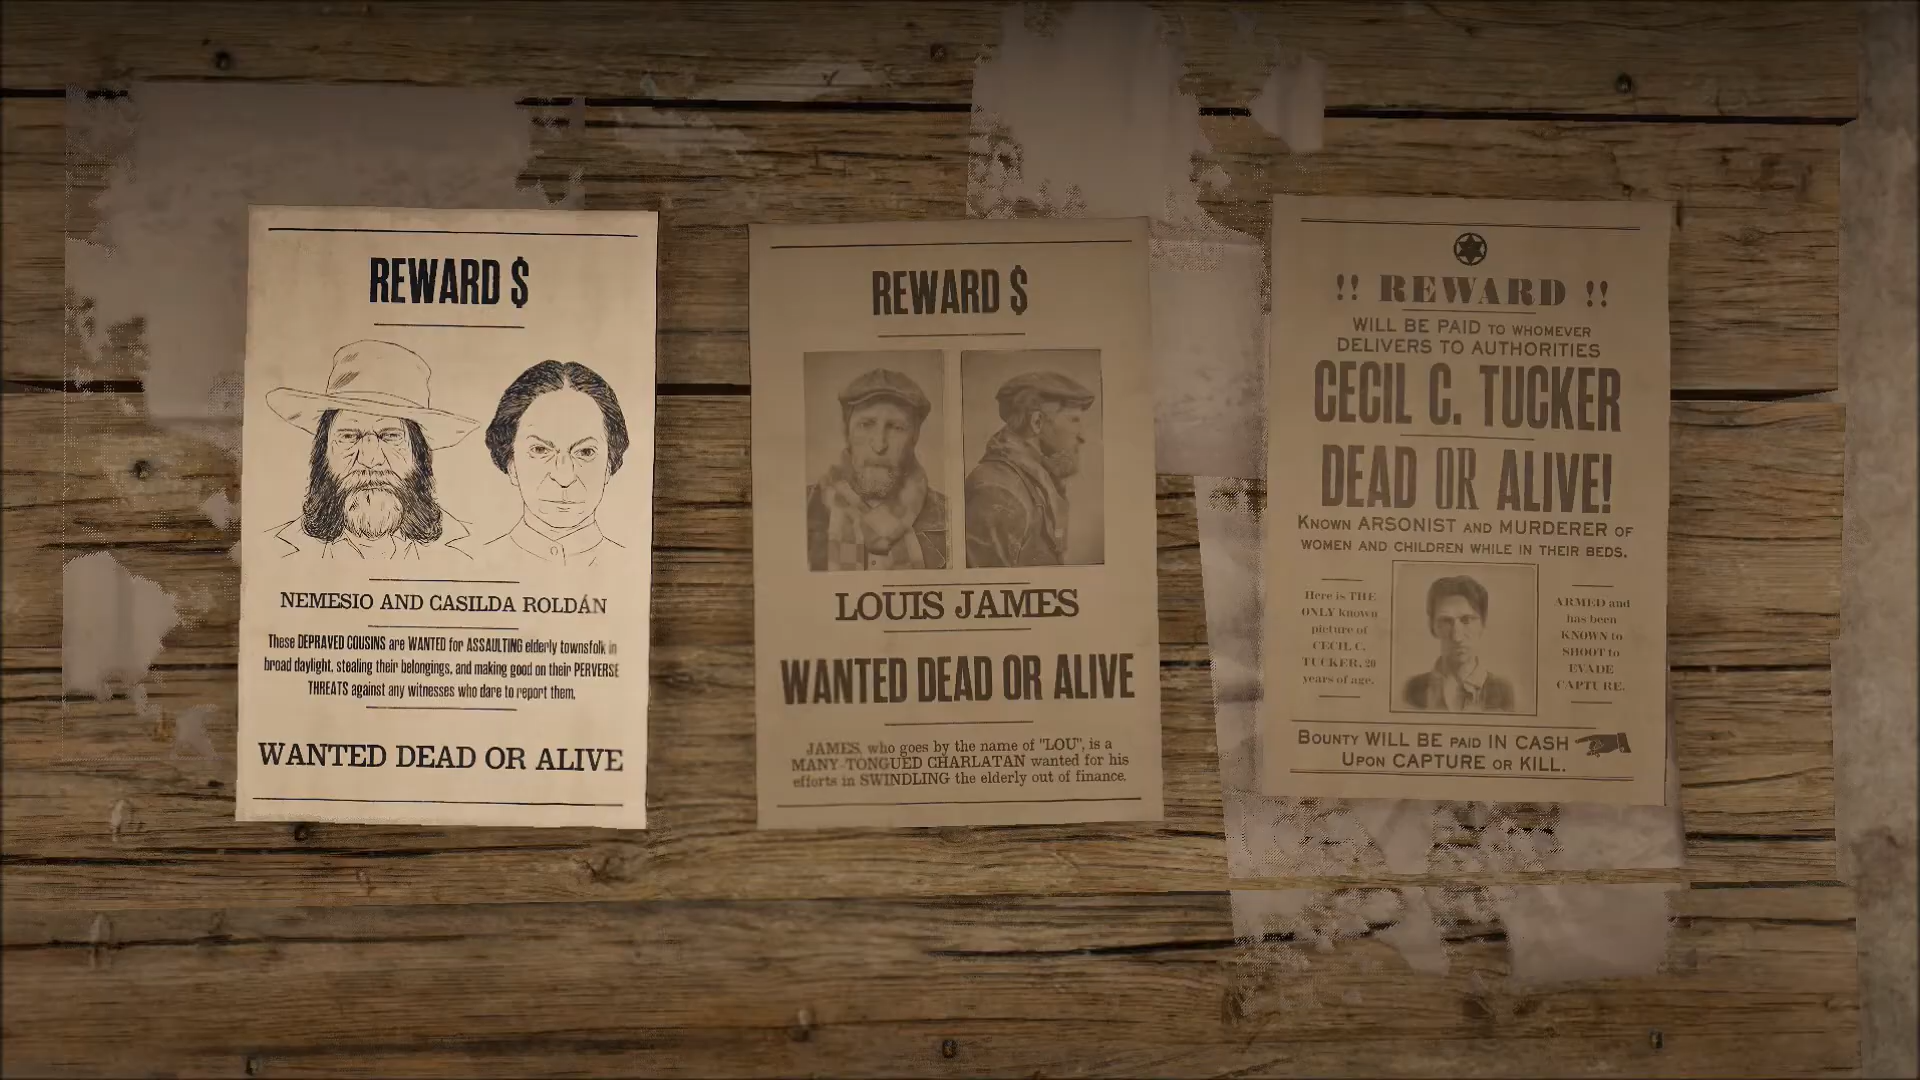 REWARD $
NEMESIO AND CASILDA ROLDÁN
These DEPRAVED COUSINS are WANTED for ASSAULTING elderly townsfolk in
broad daylight, stealing their belongings, and making good on their PERVERSE
THREATS against any witnesses who dare to report them.
WANTED DEAD OR ALIVE
REWARD $
LOUIS JAMES
WANTED DEAD OR ALIVE
JAMES, who goes by the name of "LOU", is a
MANY-TONGUED CHARLATAN wanted for his
efforts in SWINDLING the elderly out of finance.
!! REWARD !!
WILL BE PAID TO WHOMEVER
DELIVERS TO AUTHORITIES
CECIL C. TUCKER
DEAD OR ALIVE!
KNOWN ARSONIST AND MURDERER OF
WOMEN AND CHILDREN WHILE IN THEIR BEDS.
Here is THE
ONLY known
picture of
CECIL C.
TUCKER, 20
years of age.
ARMED and
has been
KNOWN to
SHOOT to
EVADE
CAPTURE.
BOUNTY WILL BE PAID IN CASH
UPON CAPTURE OR KILL.